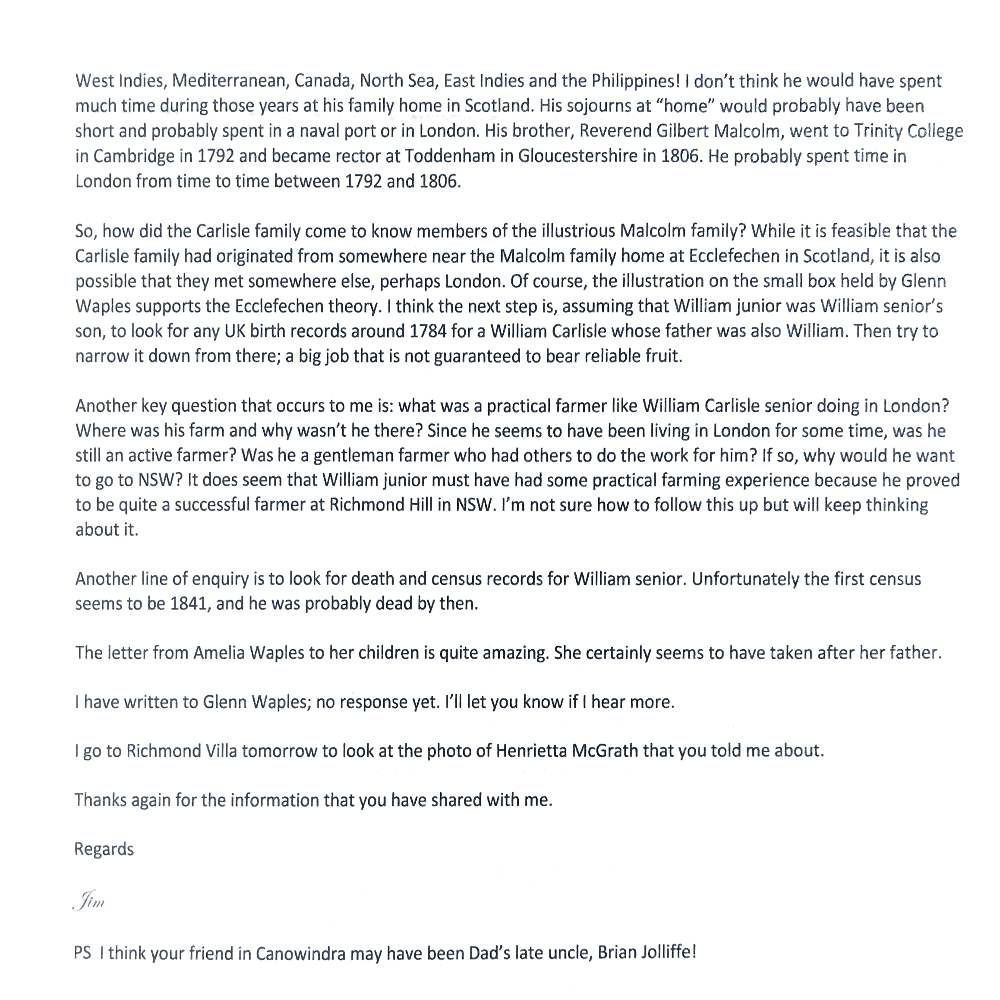 West Indies, Mediterranean, Canada, North Sea, East Indies and the Philippines! I don’t think he would have spent
much time during those years at his family home in Scotland. His sojourns at “home” would probably have been
short and probably spent in a naval port or in London. His brother, Reverend Gilbert Malcolm, went to Trinity College
in Cambridge in 1792 and became rector at Toddenham in Gloucestershire in 1806. He probably spent time in
London from time to time between 1792 and 1806.
So, how did the Carlisle family come to know members of the illustrious Malcolm family? While it is feasible that the
Carlisle family had originated from somewhere near the Malcolm family home at Ecclefechen in Scotland, it is also
possible that they met somewhere else, perhaps London. Of course, the illustration on the small box held by Glenn
Waples supports the Ecclefechen theory. I think the next step is, assuming that William junior was William senior’s
son, to look for any UK birth records around 1784 for a William Carlisle whose father was also William. Then try to
narrow it down from there; a big job that is not guaranteed to bear reliable fruit.
Another key question that occurs to me is: what was a practical farmer like William Carlisle senior doing in London?
Where was his farm and why wasn’t he there? Since he seems to have been living in London for some time, was he
still an active farmer? Was he a gentleman farmer who had others to do the work for him? If so, why would he want
to go to NSW? It does seem that William junior must have had some practical farming experience because he proved
to be quite a successful farmer at Richmond Hill in NSW. I’m not sure how to follow this up but will keep thinking
about it.
Another line of enquiry is to look for death and census records for William senior. Unfortunately the first census
seems to be 1841, and he was probably dead by then.
The letter from Amelia Waples to her children is quite amazing. She certainly seems to have taken after her father.
I have written to Glenn Waples; no response yet. I’ll let you know if I hear more.
I go to Richmond Villa tomorrow to look at the photo of Henrietta McGrath that you told me about.
Thanks again for the information that you have shared with me.
Regards
Jim
PS I think your friend in Canowindra may have been Dad’s late uncle, Brian Jolliffe!